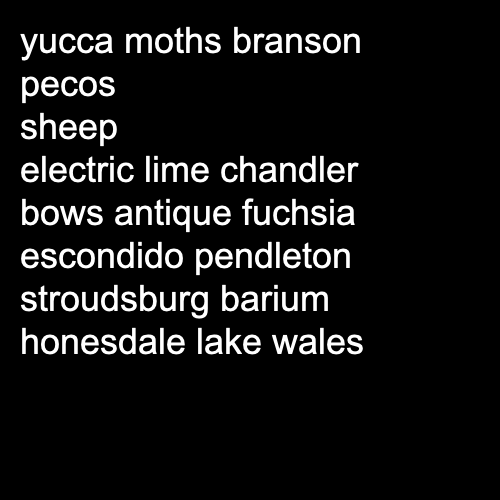 yucca moths branson
pecos
sheep
electric lime chandler
bows antique fuchsia
escondido pendleton
stroudsburg barium
honesdale lake wales